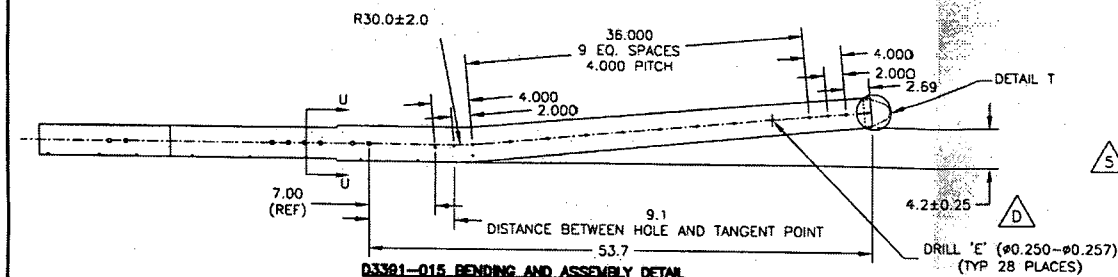 R30.0±2.0
36.000
9 EQ. SPACES
4.000 PITCH
4.000
2.000
2.69
DETAIL T
4.000
2.000
U
U
7.00
(REF)
9.1
DISTANCE BETWEEN HOLE AND TANGENT POINT
53.7
4.2±0.25
S
D
DRILL 'E' (ø0.250-ø0.257)
(TYP 28 PLACES)
D3391-015 BENDING AND ASSEMBLY DETAIL